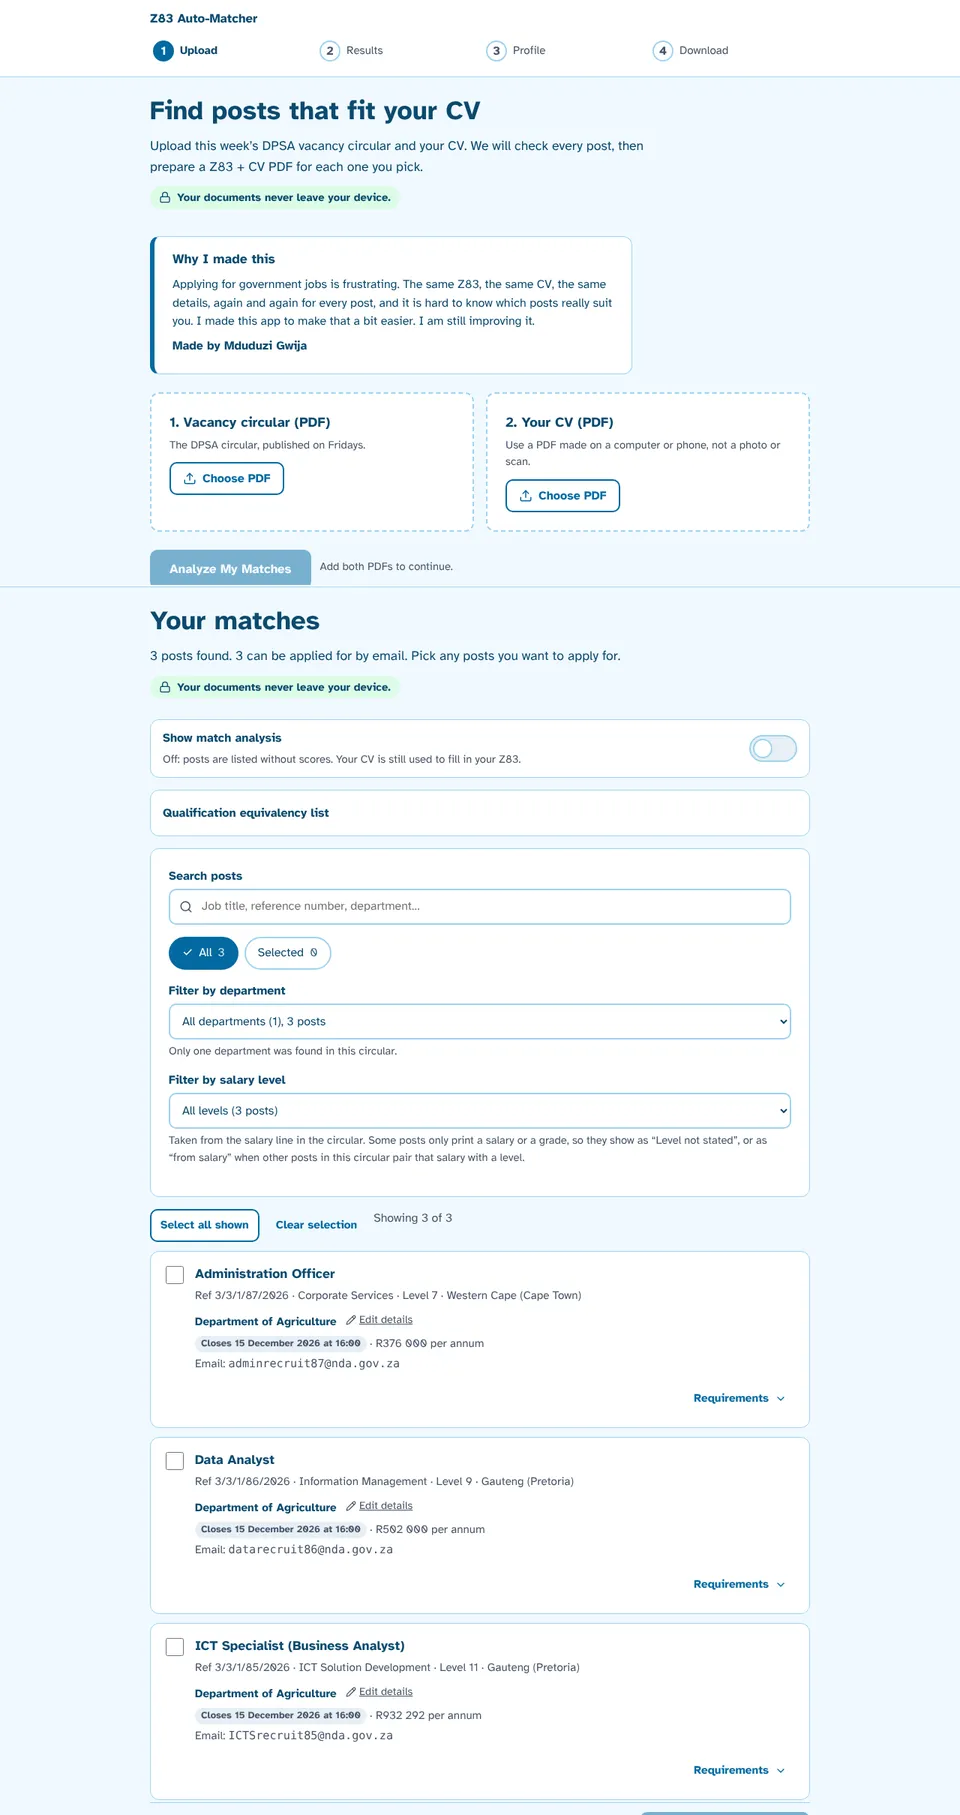 Z83 Auto-Matcher
1 Upload
2 Results
3 Profile
4 Download
Find posts that fit your CV
Upload this week's DPSA vacancy circular and your CV. We will check every post, then
prepare a Z83 + CV PDF for each one you pick.
Your documents never leave your device.
Why I made this
Applying for government jobs is frustrating. The same Z83, the same CV, the same
details, again and again for every post, and it is hard to know which posts really suit
you. I made this app to make that a bit easier. I am still improving it.
Made by Mduduzi Gwija
1. Vacancy circular (PDF)
The DPSA circular, published on Fridays.
Choose PDF
2. Your CV (PDF)
Use a PDF made on a computer or phone, not a photo or
scan.
Choose PDF
Analyze My Matches
Add both PDFs to continue.
Your matches
3 posts found. 3 can be applied for by email. Pick any posts you want to apply for.
Your documents never leave your device.
Show match analysis
Off: posts are listed without scores. Your CV is still used to fill in your Z83.
Qualification equivalency list
Search posts
Job title, reference number, department...
All 3
Selected 0
Filter by department
All departments (1), 3 posts
Only one department was found in this circular.
Filter by salary level
All levels (3 posts)
Taken from the salary line in the circular. Some posts only print a salary or a grade, so they show as “Level not stated”, or as
“from salary” when other posts in this circular pair that salary with a level.
Select all shown
Clear selection
Showing 3 of 3
Administration Officer
Ref 3/3/1/87/2026 · Corporate Services · Level 7 · Western Cape (Cape Town)
Department of Agriculture Edit details
Closes 15 December 2026 at 16:00 · R376 000 per annum
Email: adminrecruit87@nda.gov.za
Requirements
Data Analyst
Ref 3/3/1/86/2026 · Information Management · Level 9 · Gauteng (Pretoria)
Department of Agriculture Edit details
Closes 15 December 2026 at 16:00 · R502 000 per annum
Email: datarecruit86@nda.gov.za
Requirements
ICT Specialist (Business Analyst)
Ref 3/3/1/85/2026 · ICT Solution Development · Level 11 · Gauteng (Pretoria)
Department of Agriculture Edit details
Closes 15 December 2026 at 16:00 · R932 292 per annum
Email: ICTSrecruit85@nda.gov.za
Requirements